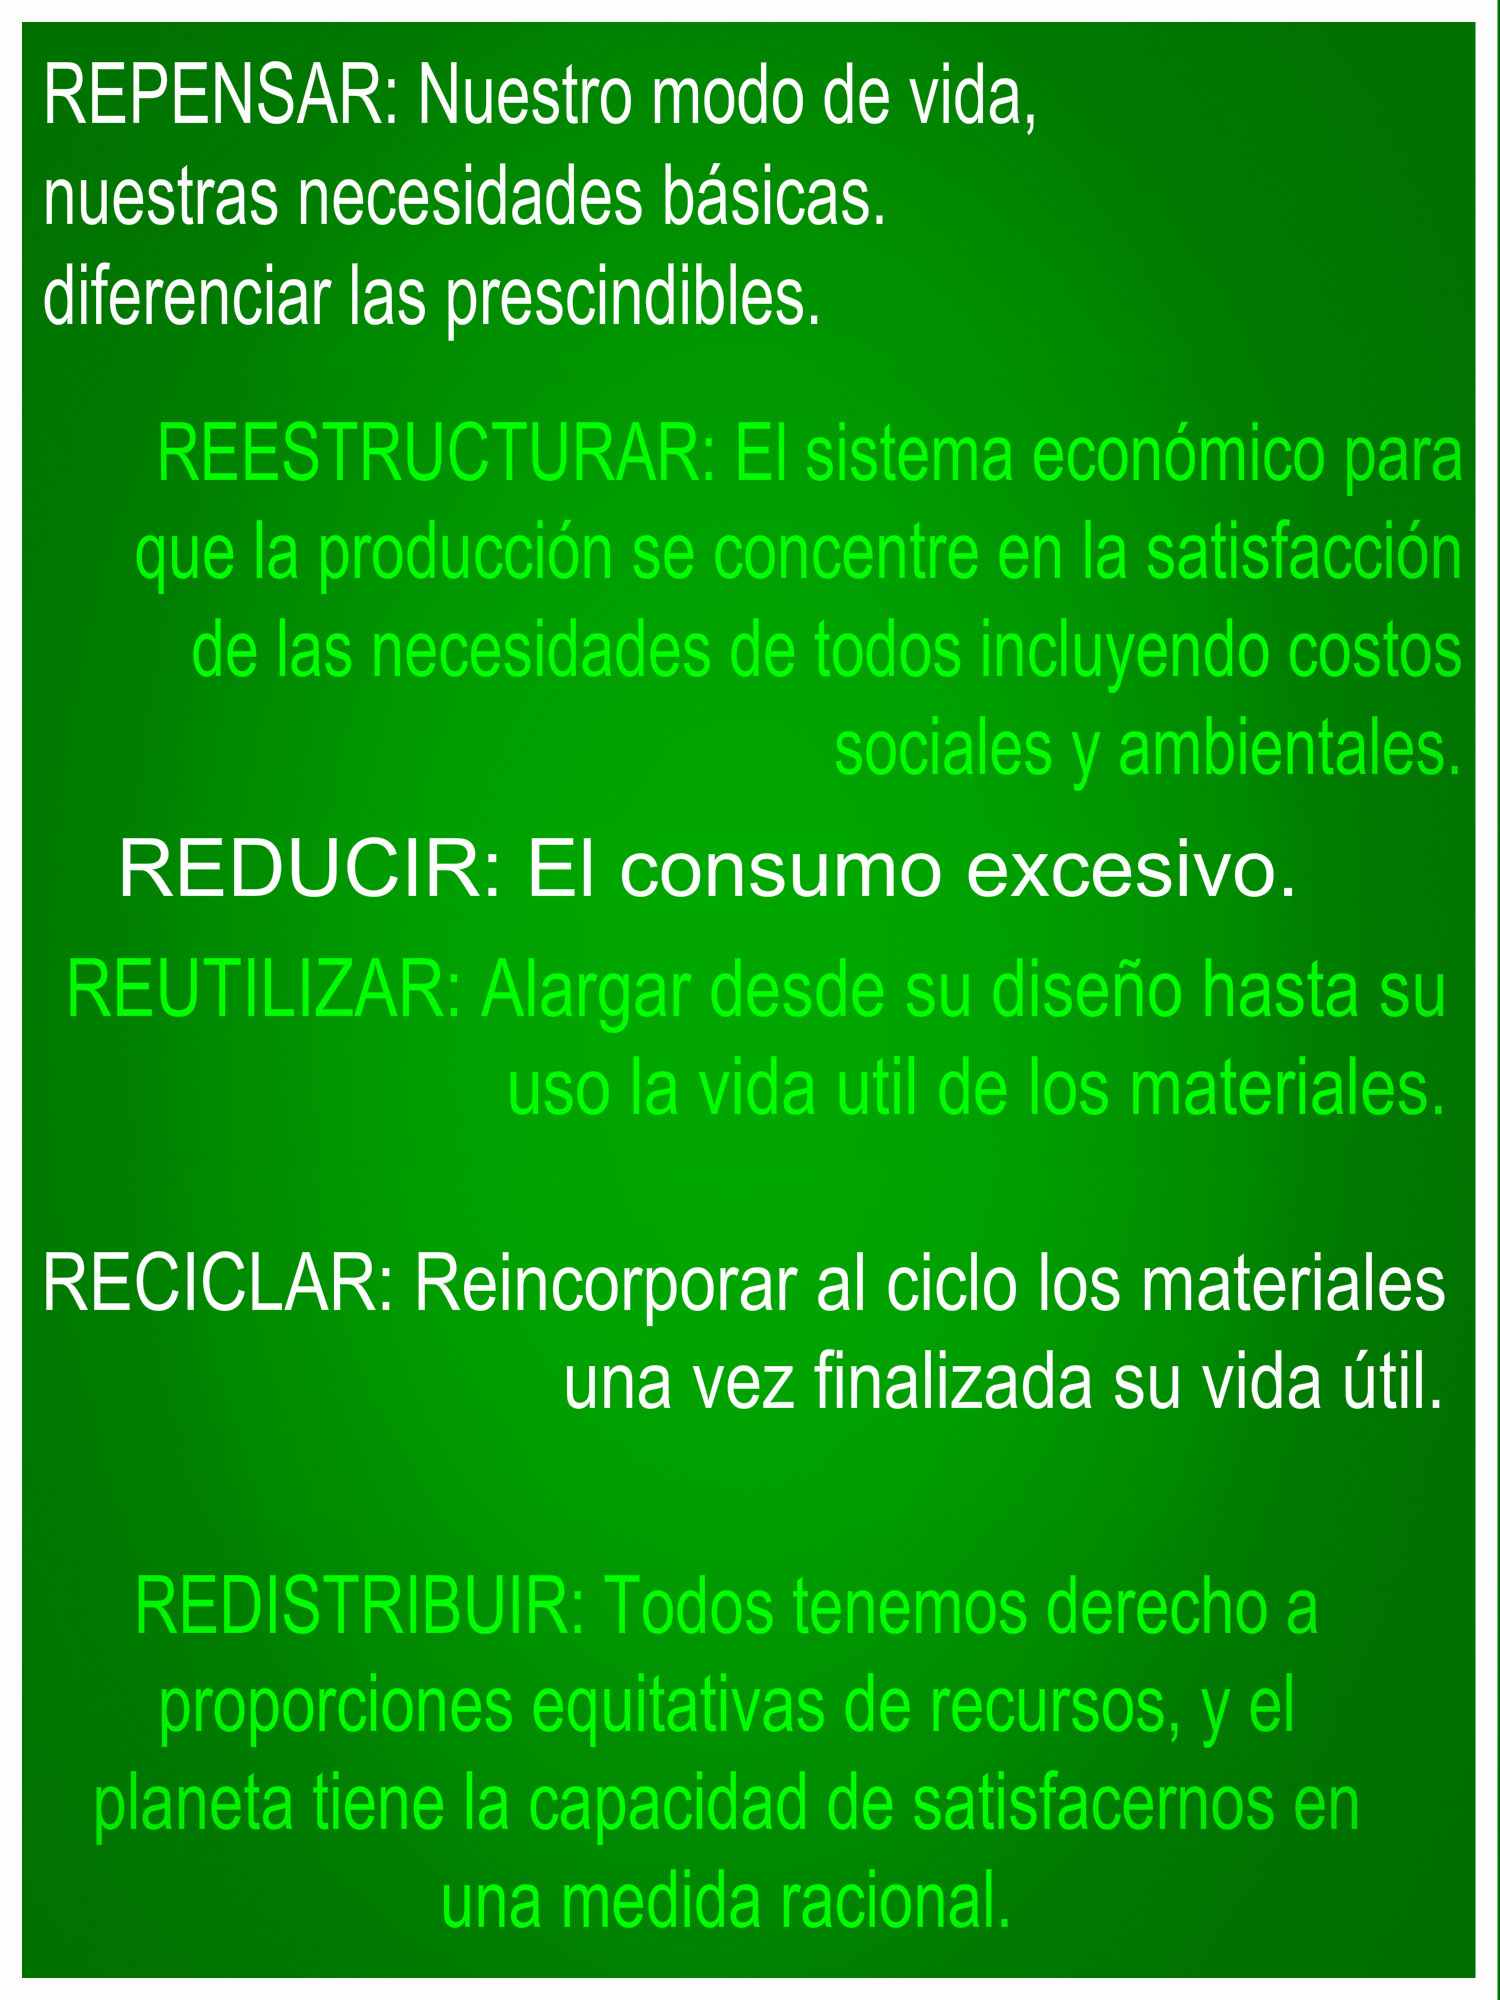 REPENSAR: Nuestro modo de vida,
nuestras necesidades básicas.
diferenciar las prescindibles.
REESTRUCTURAR: El sistema económico para
que la producción se concentre en la satisfacción
de las necesidades de todos incluyendo costos
sociales y ambientales.
REDUCIR: El consumo excesivo.
REUTILIZAR: Alargar desde su diseño hasta su
uso la vida util de los materiales.
RECICLAR: Reincorporar al ciclo los materiales
una vez finalizada su vida útil.
REDISTRIBUIR: Todos tenemos derecho a
proporciones equitativas de recursos, y el
planeta tiene la capacidad de satisfacernos en
una medida racional.